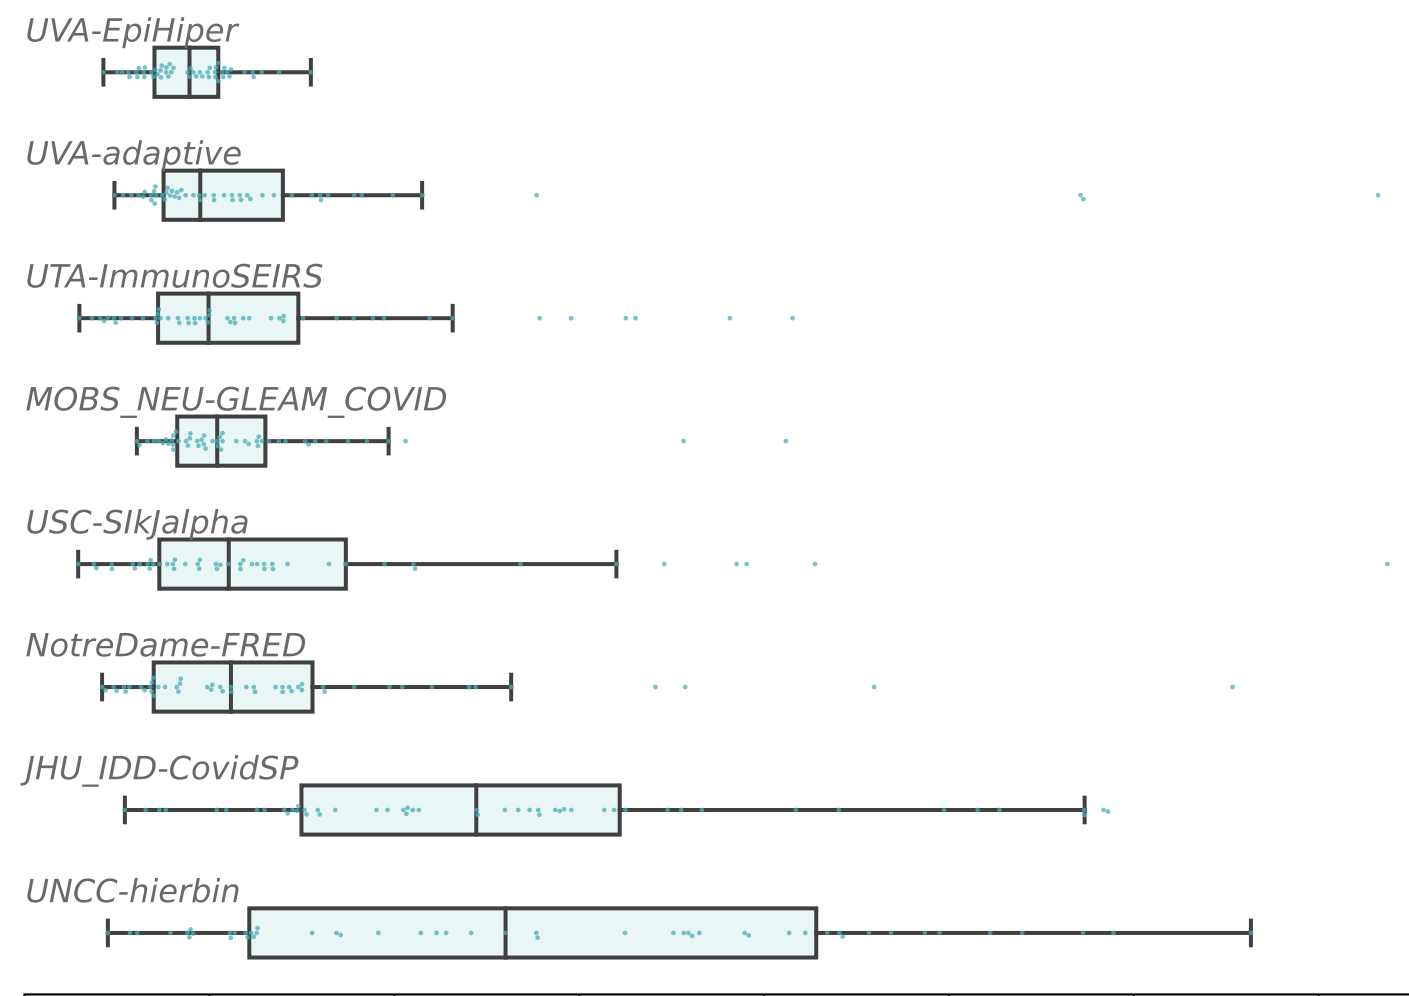 UVA-EpiHiper
UVA-adaptive
UTA-ImmunoSEIRS
MOBS_NEU-GLEAM_COVID
USC-SIkJalpha
NotreDame-FRED
JHU_IDD-CovidSP
UNCC-hierbin